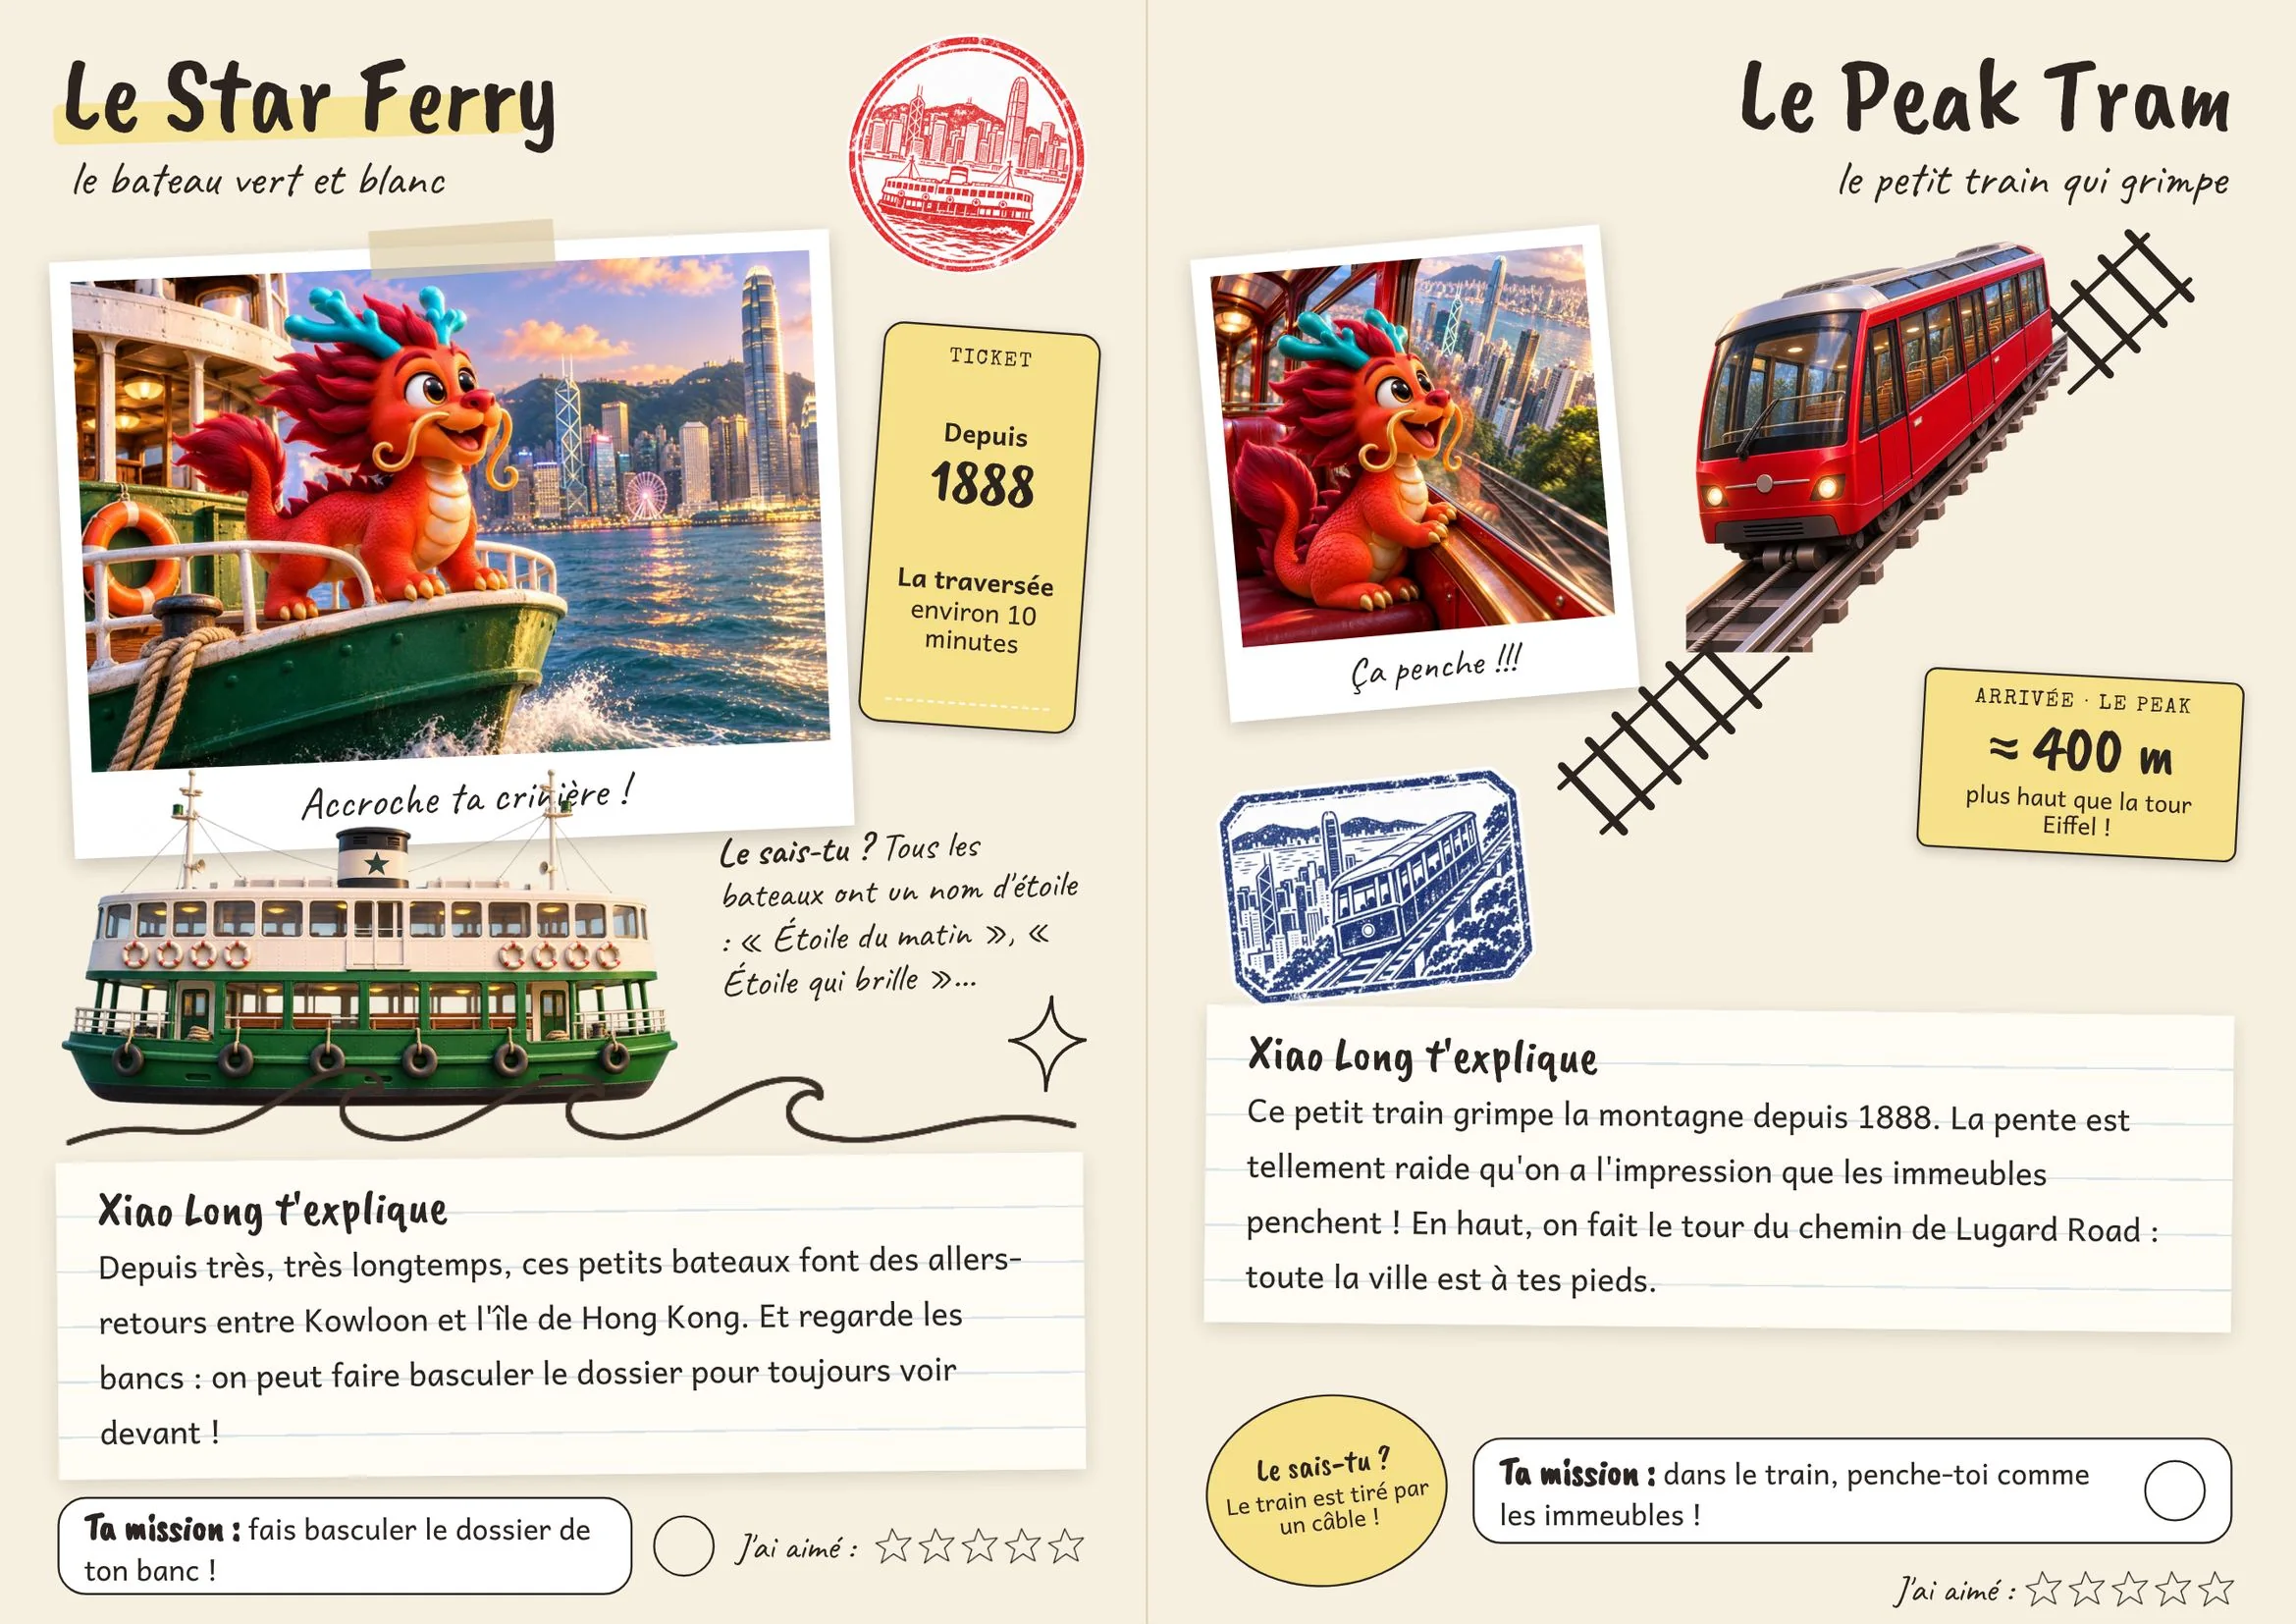 Le Star Ferry
le bateau vert et blanc
TICKET
Depuis
1888
La traversée
environ 10
minutes
Accroche ta crinière !
Le sais-tu ? Tous les
bateaux ont un nom d'étoile
: « Étoile du matin », «
Étoile qui brille »...
Xiao Long t'explique
Depuis très, très longtemps, ces petits bateaux font des allers-
retours entre Kowloon et l'île de Hong Kong. Et regarde les
bancs : on peut faire basculer le dossier pour toujours voir
devant !
Ta mission : fais basculer le dossier de
ton banc !
J'ai aimé :
Le Peak Tram
le petit train qui grimpe
Ça penche !!!
ARRIVÉE · LE PEAK
≈ 400 m
plus haut que la tour
Eiffel !
Xiao Long t'explique
Ce petit train grimpe la montagne depuis 1888. La pente est
tellement raide qu'on a l'impression que les immeubles
penchent ! En haut, on fait le tour du chemin de Lugard Road :
toute la ville est à tes pieds.
Le sais-tu ?
Le train est tiré par
un câble !
Ta mission : dans le train, penche-toi comme
les immeubles !
J'ai aimé :